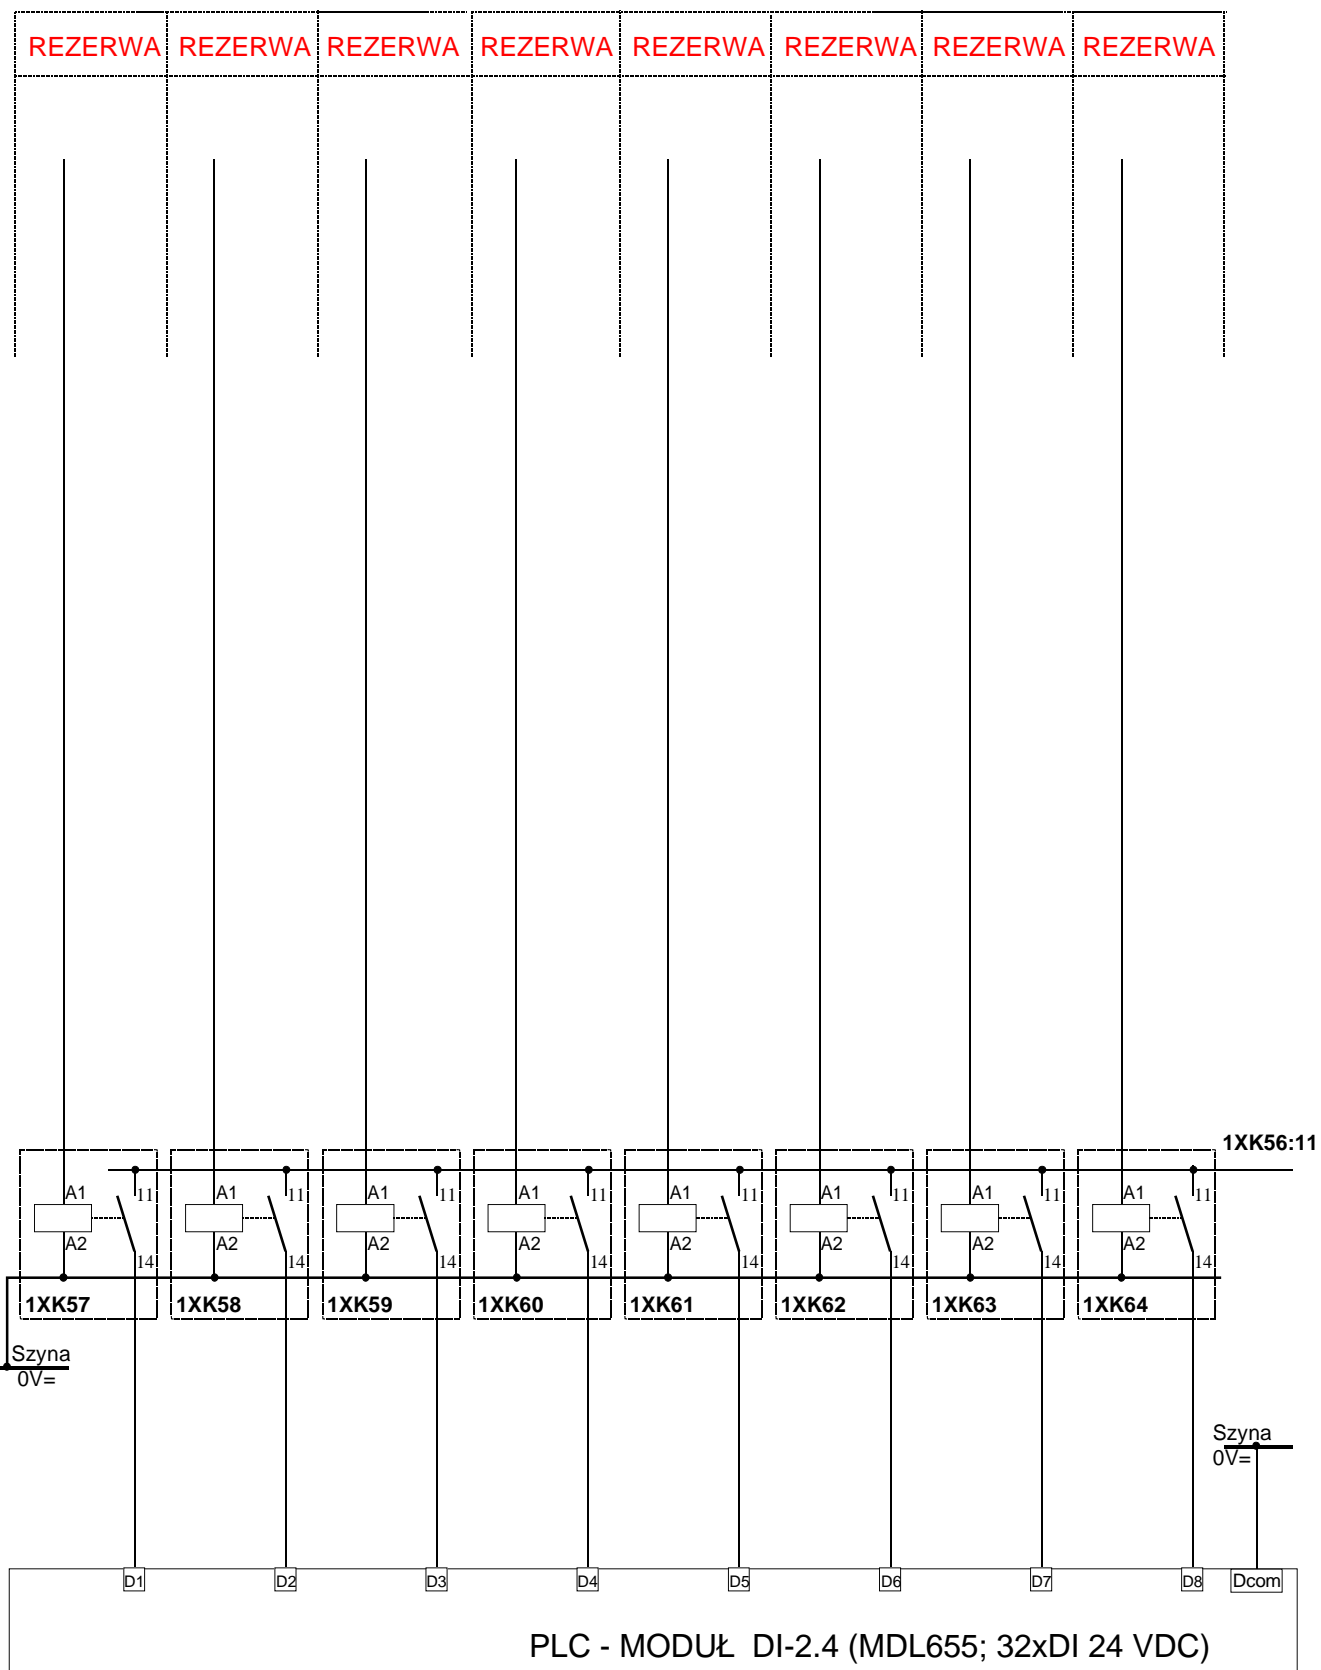 REZERWA REZERWA REZERWA REZERWA REZERWA REZERWA REZERWA REZERWA
1XK56:11
A1 11 A1 11 A1 11 A1 11 A1 11 A1 11 A1 11 A1 11
A2 14 A2 14 A2 14 A2 14 A2 14 A2 14 A2 14 A2 14
1XK57 1XK58 1XK59 1XK60 1XK61 1XK62 1XK63 1XK64
Szyna
0V=
Szyna
0V=
D1 D2 D3 D4 D5 D6 D7 D8 Dcom
PLC - MODUŁ DI-2.4 (MDL655; 32xDI 24 VDC)